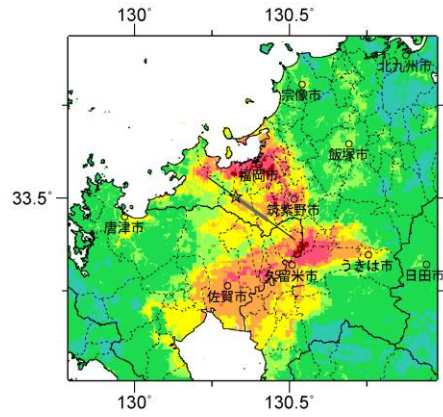 130 130.5
北九州市
宗像市
飯塚市
福岡市
33.5 筑紫野市 33.5
唐津市
久留米市 うきは市 日田市
佐賀市
130 130.5